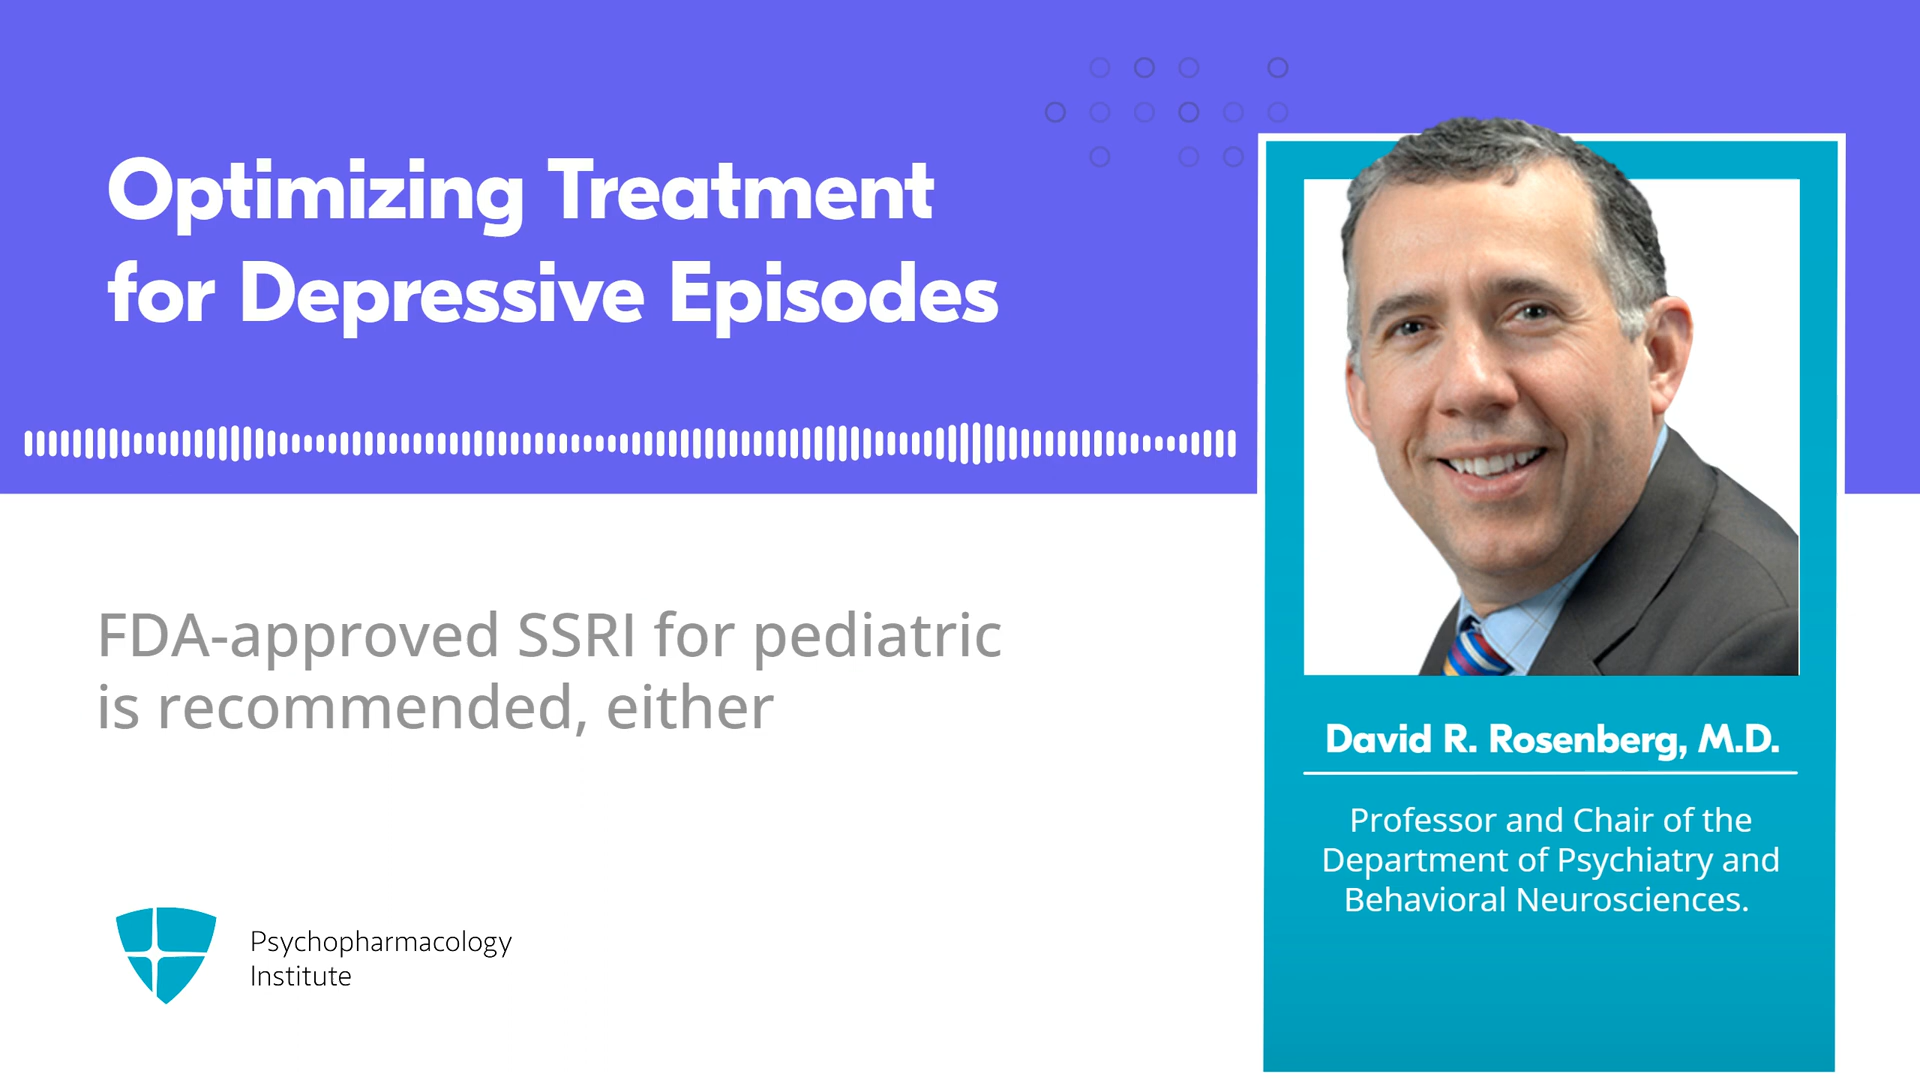 Optimizing Treatment
for Depressive Episodes
FDA-approved SSRI for pediatric
is recommended, either
Psychopharmacology
Institute
David R. Rosenberg, M.D.
Professor and Chair of the
Department of Psychiatry and
Behavioral Neurosciences.